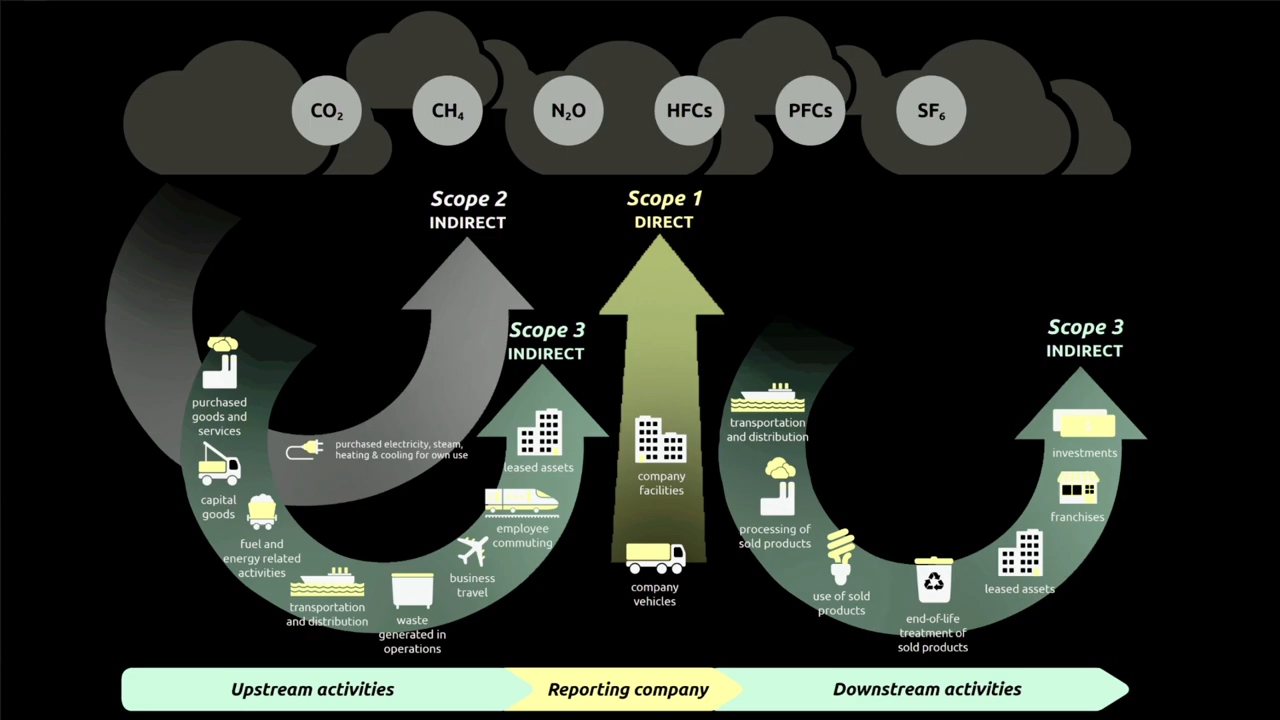 CO₂
CH₄
N₂O
HFCs
PFCs
SF₆
Scope 2
INDIRECT
Scope 1
DIRECT
Scope 3
INDIRECT
Scope 3
INDIRECT
purchased
goods and
services
capital
goods
fuel and
energy related
activities
transportation
and distribution
waste
generated in
operations
business
travel
employee
commuting
leased assets
purchased electricity, steam,
heating & cooling for own use
company
facilities
company
vehicles
transportation
and distribution
processing of
sold products
use of sold
products
end-of-life
treatment of
sold products
leased assets
franchises
investments
Upstream activities
Reporting company
Downstream activities